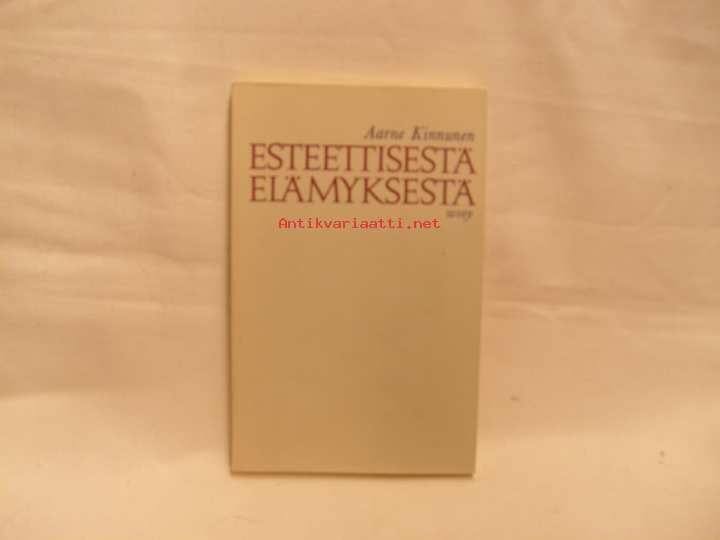 Aarne Kinnunen
ESTEETTISESTÄ
ELÄMYKSESTÄ
wsoy
Antikvariaatti.net